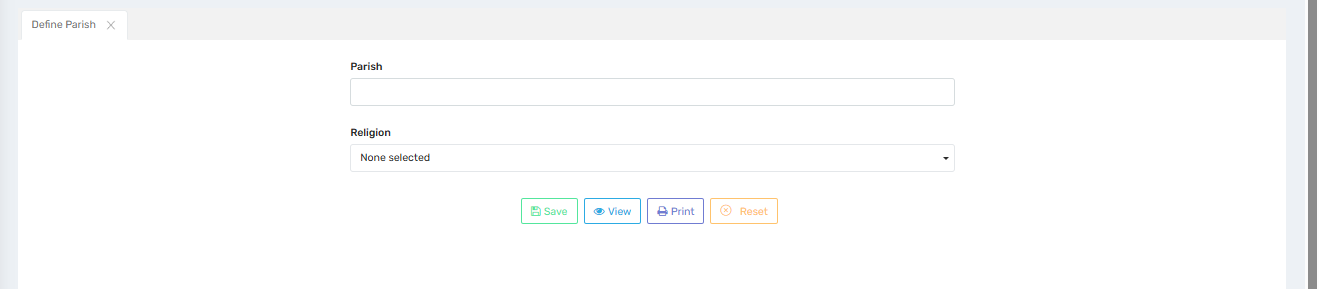 Define Parish
Parish
Religion
None selected
Save View Print Reset